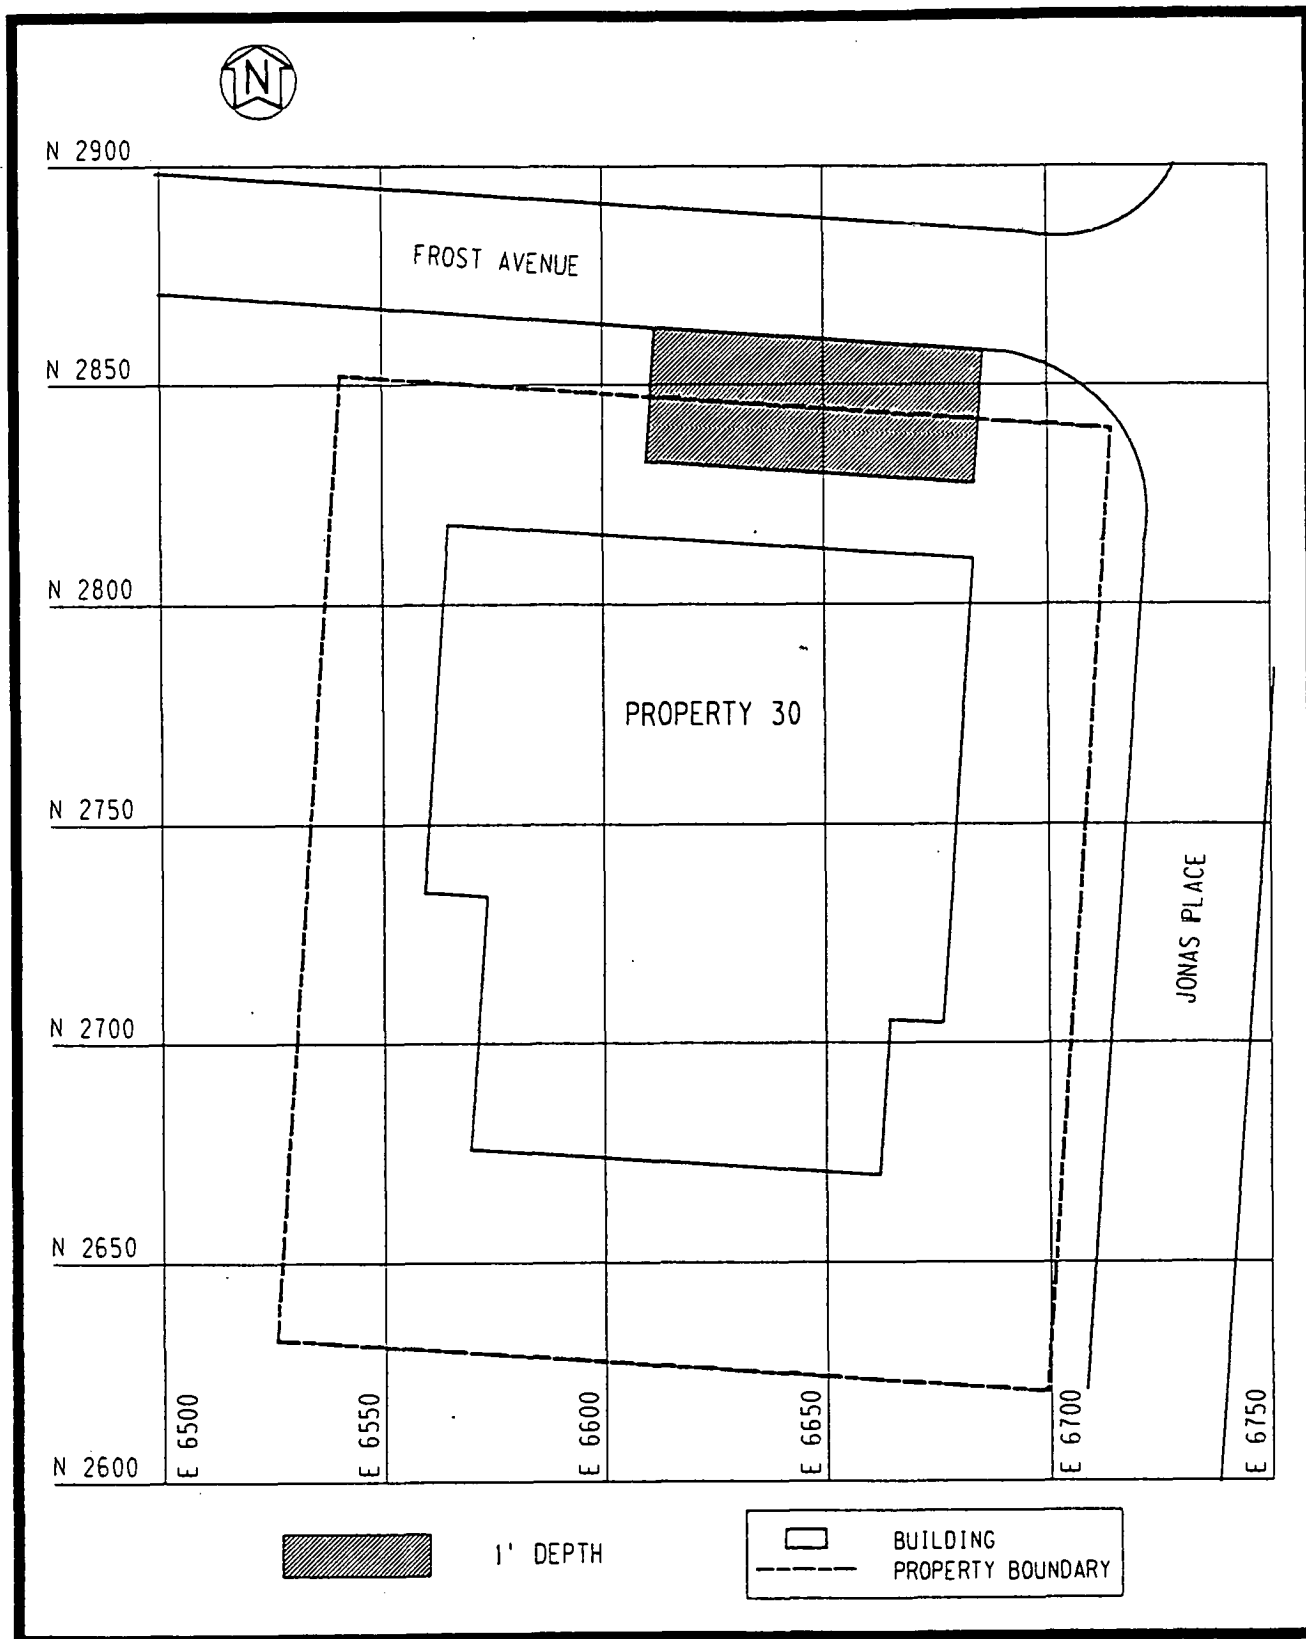 N
N 2900
FROST AVENUE
N 2850
N 2800
PROPERTY 30
N 2750
JONAS PLACE
N 2700
N 2650
E 6500
E 6550
E 6600
E 6650
E 6700
E 6750
N 2600
1' DEPTH
BUILDING
PROPERTY BOUNDARY